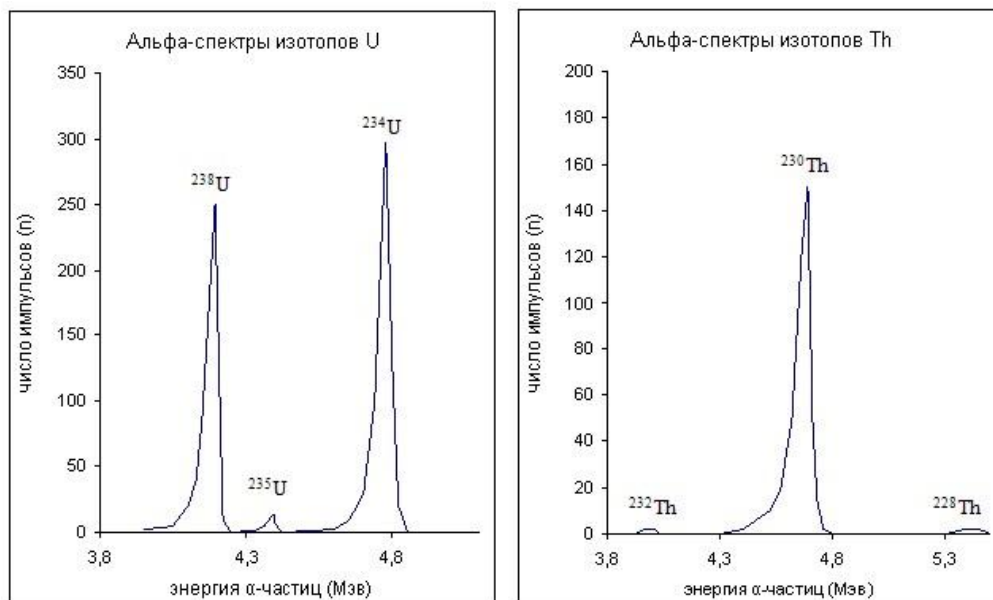 Альфа-спектры изотопов U
350
300
250
200
150
100
50
0
число импульсов (n)
238U
235U
234U
3,8
4,3
4,8
энергия α-частиц (Мэв)
Альфа-спектры изотопов Th
200
180
160
140
120
100
80
60
40
20
0
число импульсов (n)
232Th
230Th
228Th
3,8
4,3
4,8
5,3
энергия α-частиц (Мэв)